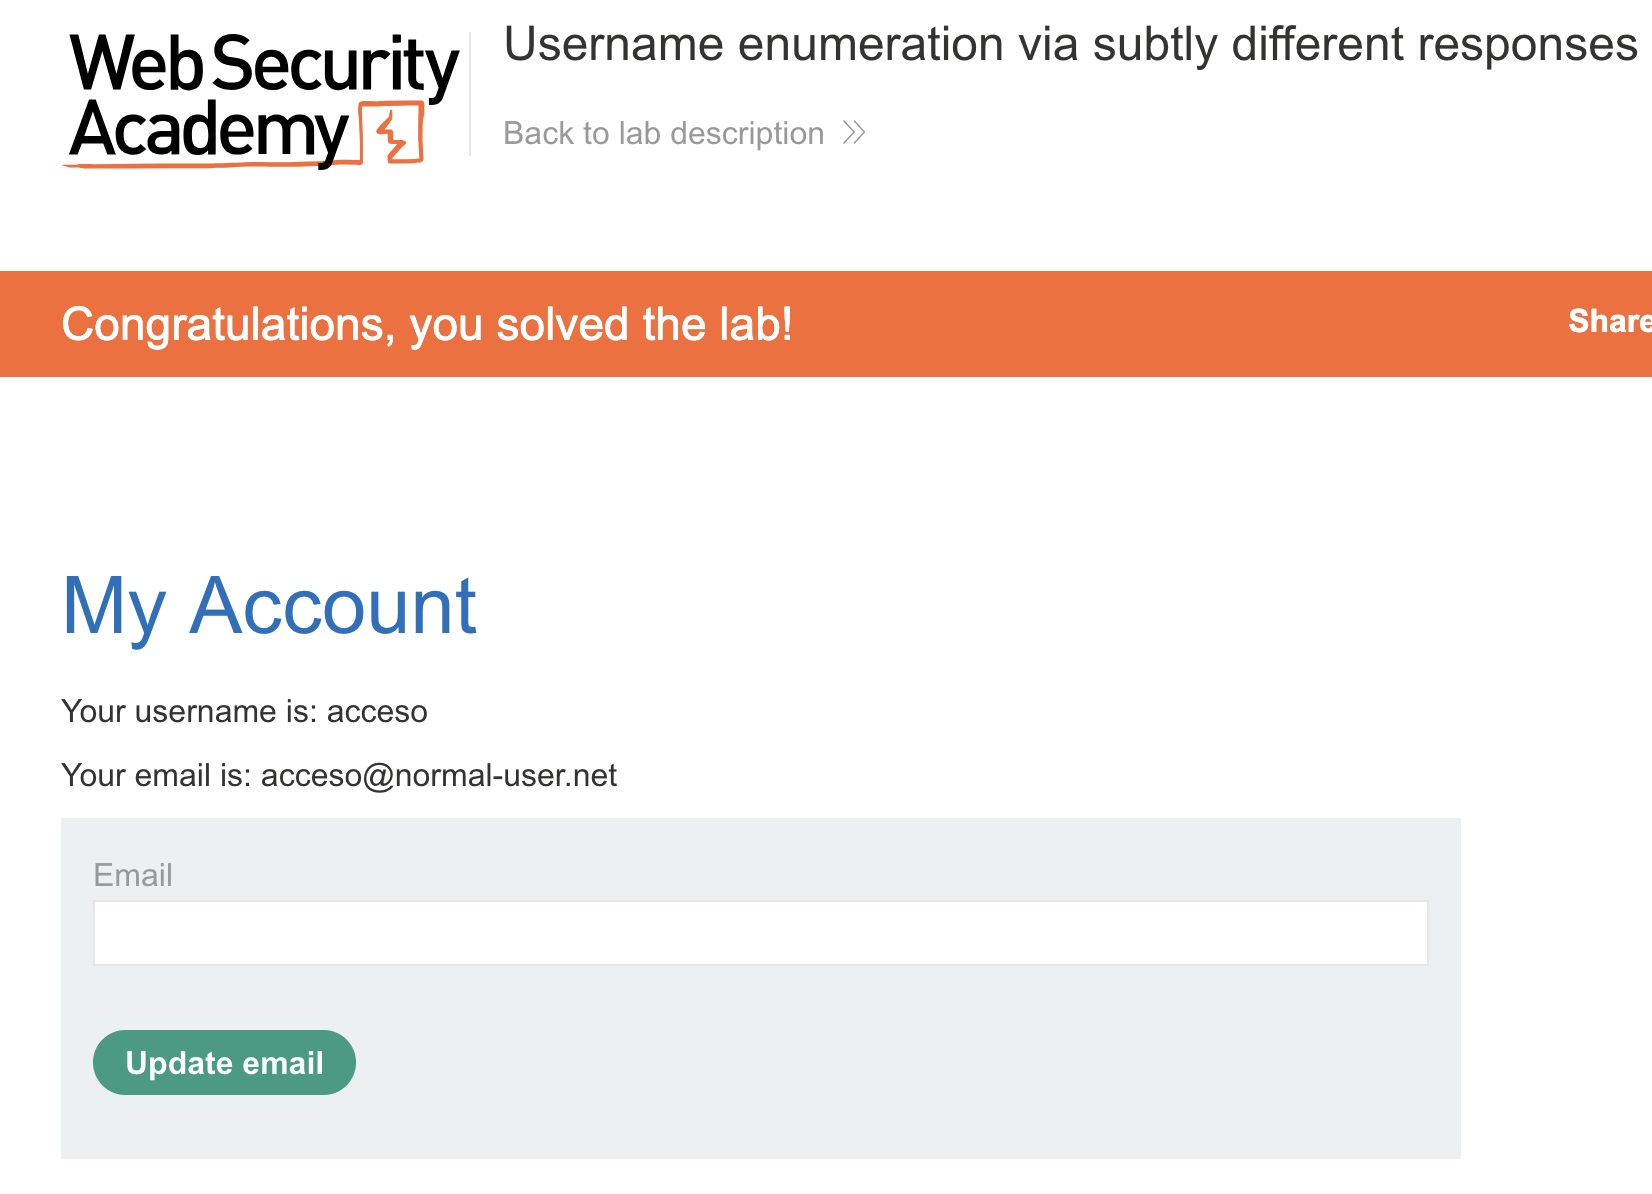 Web Security
Academy
Username enumeration via subtly different responses
Back to lab description
Congratulations, you solved the lab!
Share
My Account
Your username is: acceso
Your email is: acceso@normal-user.net
Email
Update email